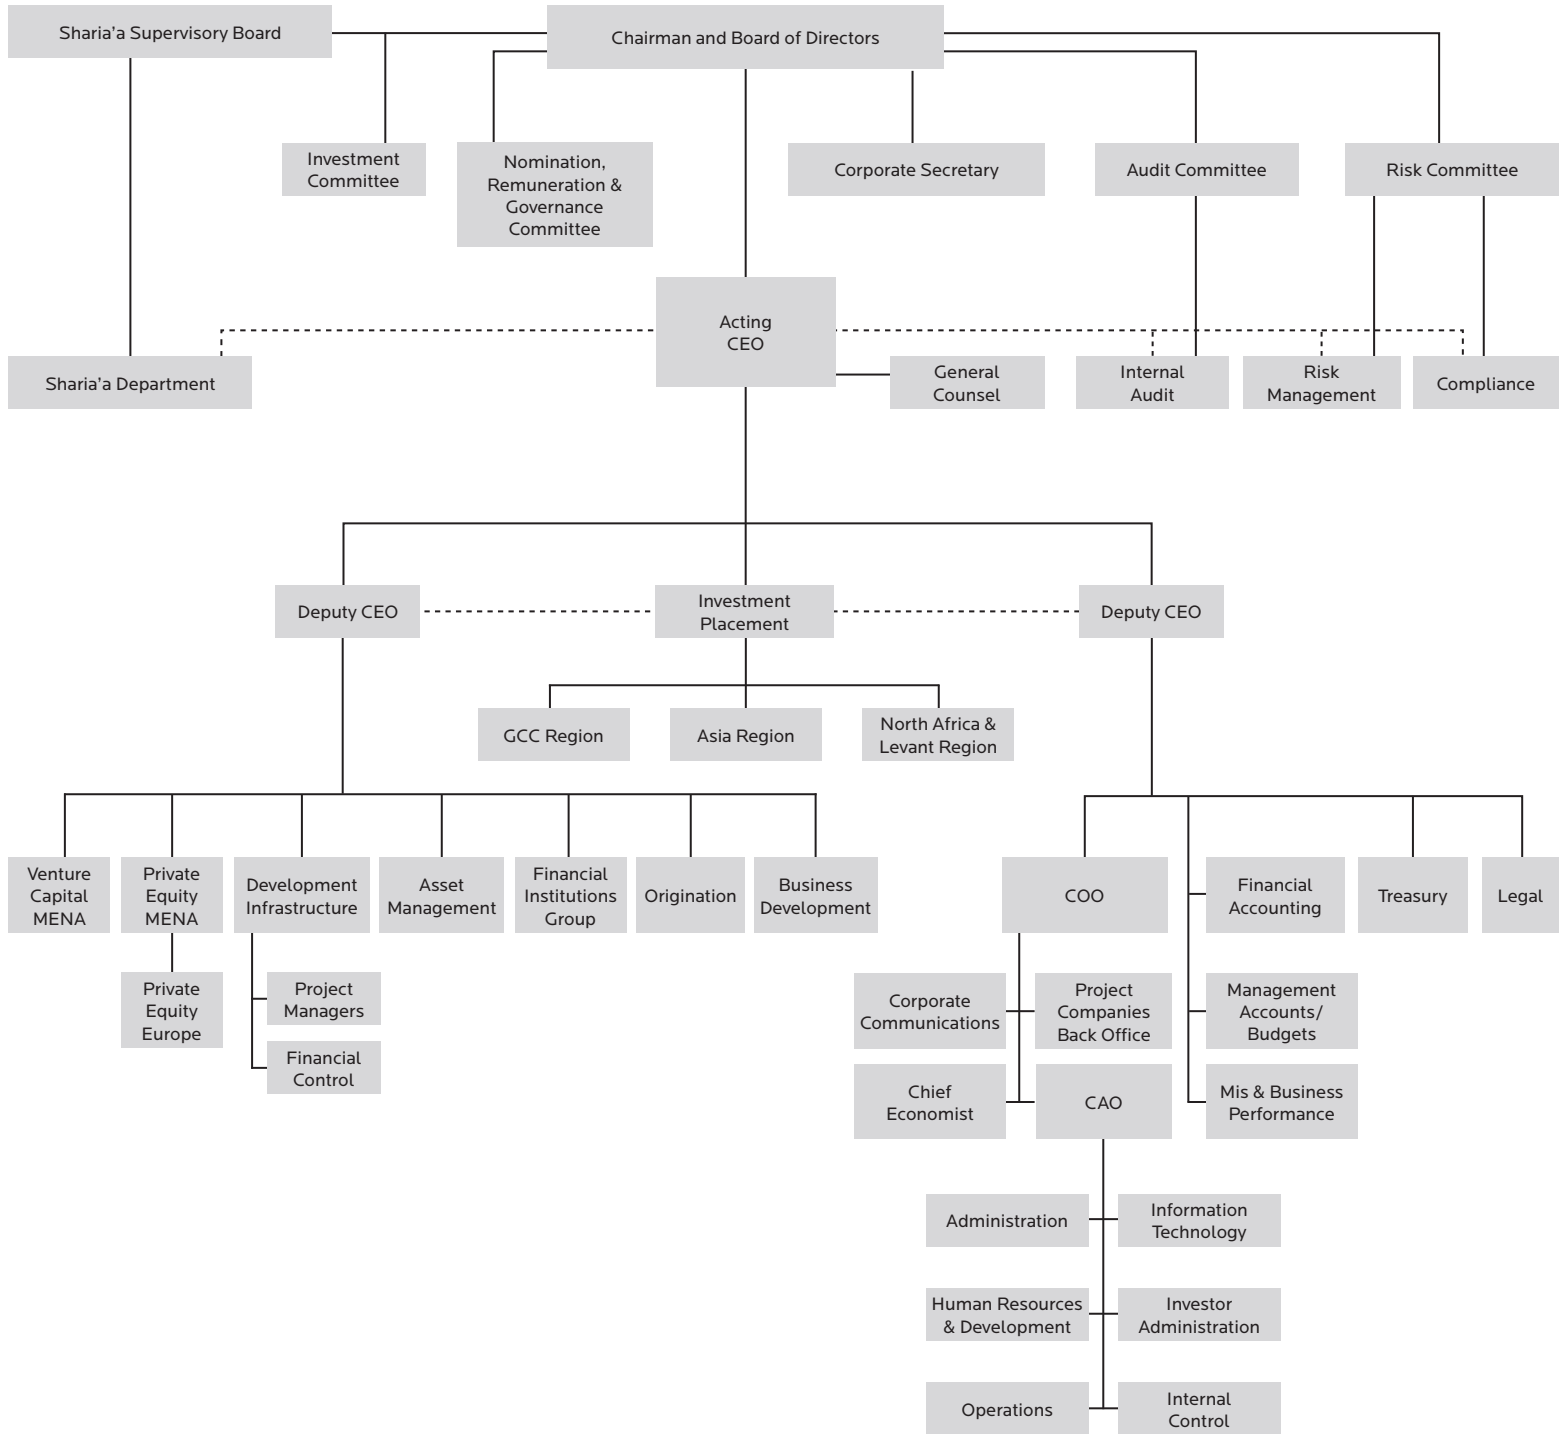 Sharia'a Supervisory Board
Chairman and Board of Directors
Investment
Committee
Nomination,
Remuneration &
Governance
Committee
Corporate Secretary
Audit Committee
Risk Committee
Acting
CEO
Sharia'a Department
General
Counsel
Internal
Audit
Risk
Management
Compliance
Deputy CEO
Investment
Placement
Deputy CEO
GCC Region
Asia Region
North Africa &
Levant Region
Venture
Capital
MENA
Private
Equity
MENA
Development
Infrastructure
Asset
Management
Financial
Institutions
Group
Origination
Business
Development
COO
Financial
Accounting
Treasury
Legal
Private
Equity
Europe
Project
Managers
Financial
Control
Corporate
Communications
Project
Companies
Back Office
Management
Accounts/
Budgets
Chief
Economist
CAO
Mis & Business
Performance
Administration
Information
Technology
Human Resources
& Development
Investor
Administration
Operations
Internal
Control